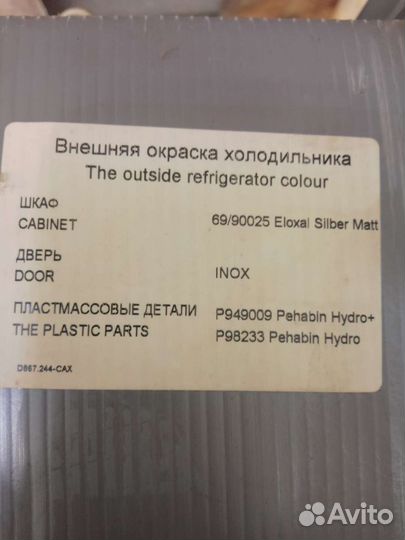 Внешняя окраска холодильника
The outside refrigerator colour
ШКАФ
CABINET 69/90025 Eloxal Silber Matt
ДВЕРЬ
DOOR INOX
ПЛАСТМАССОВЫЕ ДЕТАЛИ P949009 Pehabin Hydro+
THE PLASTIC PARTS P98233 Pehabin Hydro
D867.244-CAX
Avito